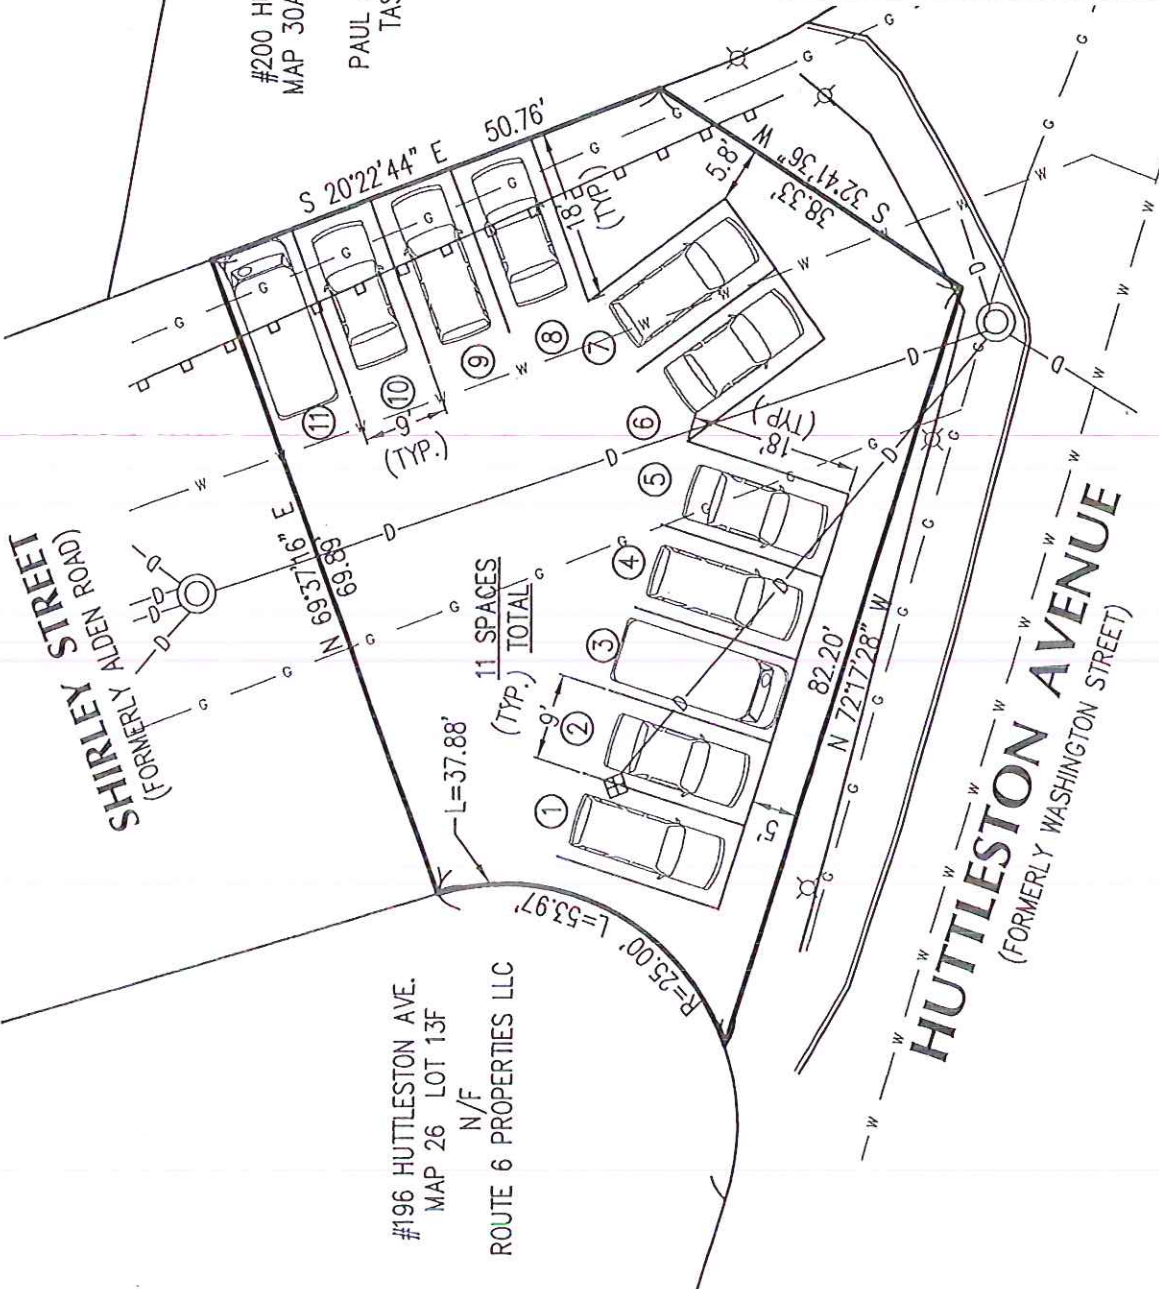 #200 H
MAP 30A
PAUL
TAS
SHIRLEY STREET
(FORMERLY ALDEN ROAD)
S 20°22'44" E
50.76'
N 69°37'16" E
69.89'
S 32°41'36" W
38.33'
5.8'
18'
(TYP.)
9'
(TYP.)
18'
(TYP.)
9'
(TYP.)
11
10
9
8
7
6
5
4
3
2
1
11 SPACES
TOTAL
L=37.88'
R=25.00' L=53.97'
5'
82.20'
N 72°17'28" W
#196 HUTTLESTON AVE.
MAP 26 LOT 13F
N/F
ROUTE 6 PROPERTIES LLC
HUTTLESTON AVENUE
(FORMERLY WASHINGTON STREET)